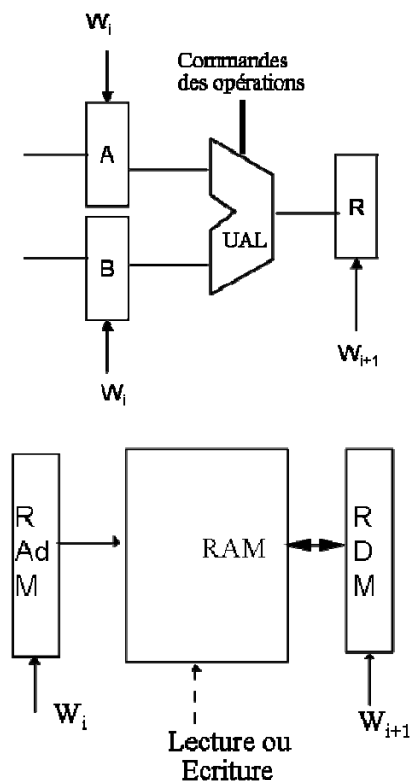 Wi
Commandes
des opérations
A
R
UAL
B
Wi+1
Wi
R
Ad
M
RAM
R
D
M
Wi
Wi+1
Lecture ou
Ecriture